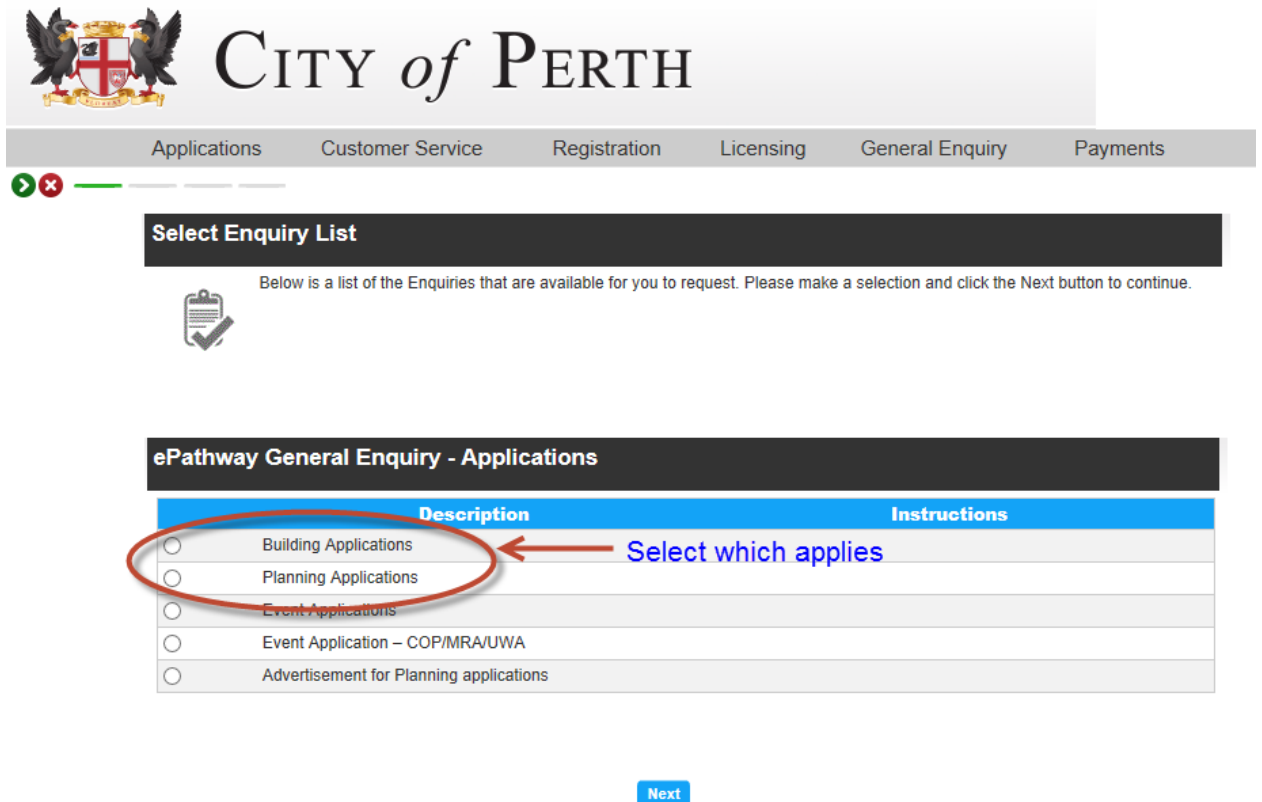 CITY of PERTH
FLOREAT
Applications Customer Service Registration Licensing General Enquiry Payments
Select Enquiry List
Below is a list of the Enquiries that are available for you to request. Please make a selection and click the Next button to continue.
ePathway General Enquiry - Applications
Description Instructions
Building Applications
Select which applies
Planning Applications
Event Applications
Event Application – COP/MRA/UWA
Advertisement for Planning applications
Next